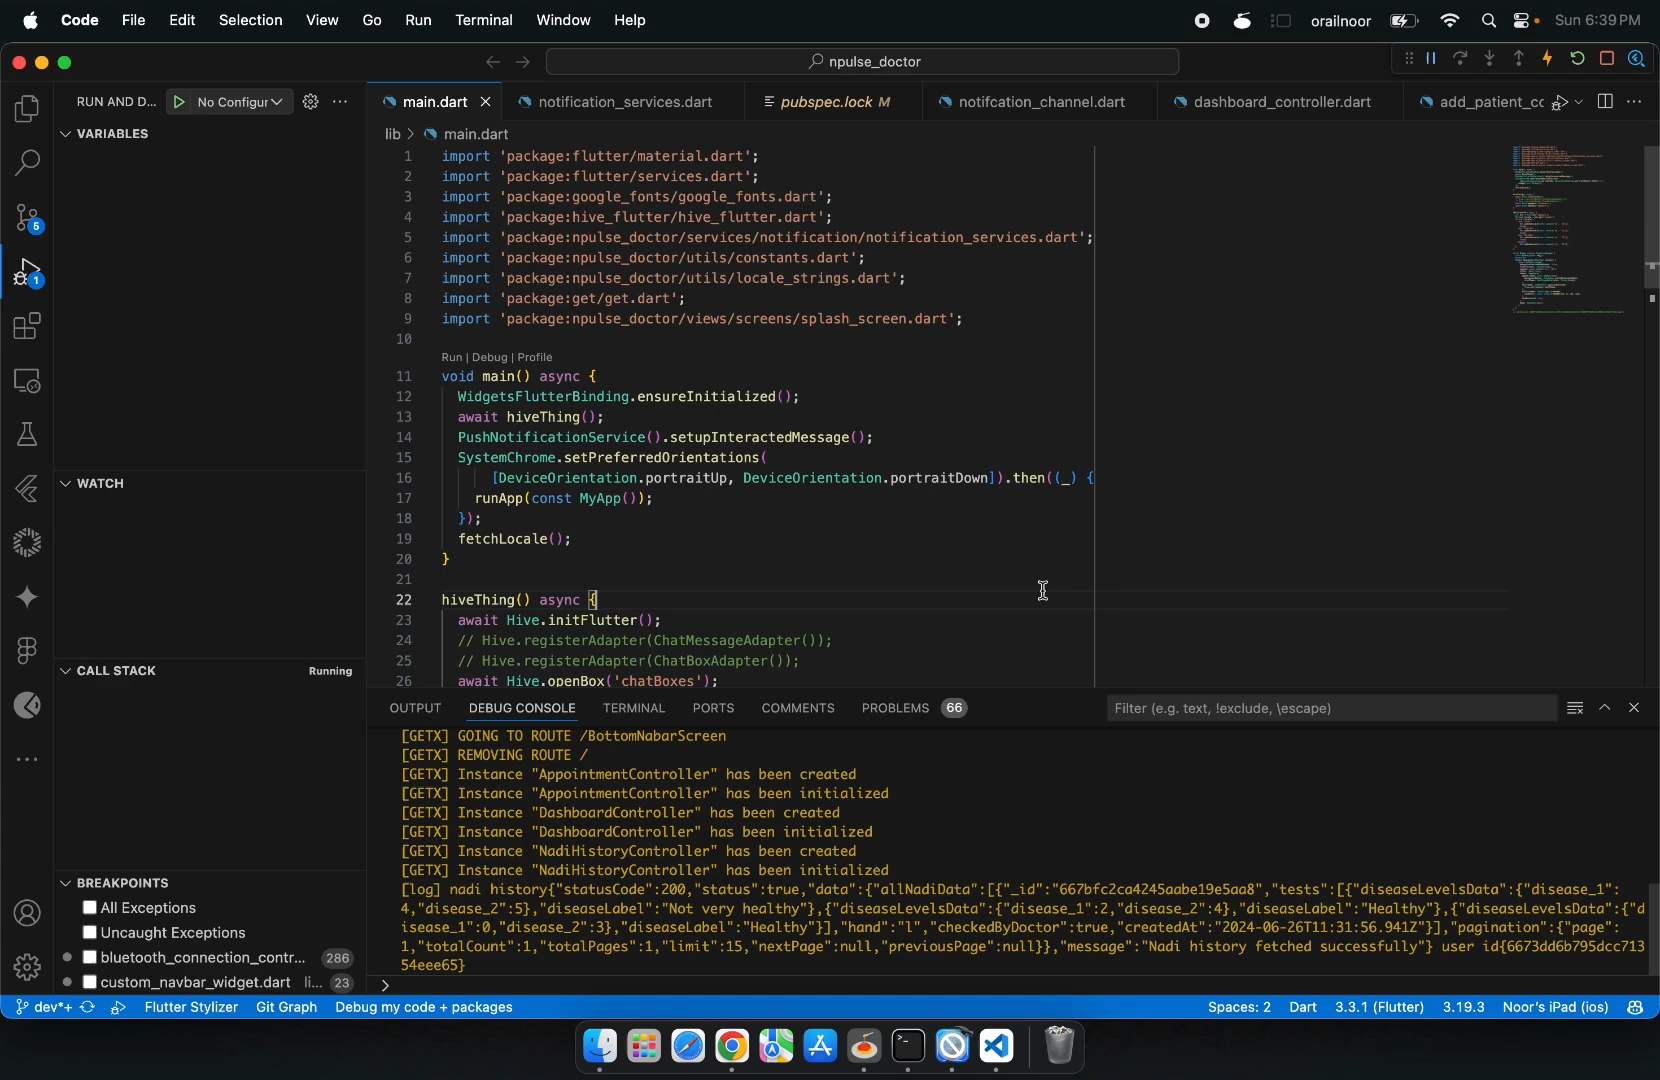 Code File Edit Selection View Go Run Terminal Window Help orailnoor Sun 6:39 PM
npulse_doctor
RUN AND D... No Configur
main.dart notification_services.dart pubspec.lock M notifcation_channel.dart dashboard_controller.dart add_patient_cc
lib > main.dart
VARIABLES
1 import 'package:flutter/material.dart';
2 import 'package:flutter/services.dart';
3 import 'package:google_fonts/google_fonts.dart';
4 import 'package:hive_flutter/hive_flutter.dart';
5 import 'package:npulse_doctor/services/notification/notification_services.dart';
6 import 'package:npulse_doctor/utils/constants.dart';
7 import 'package:npulse_doctor/utils/locale_strings.dart';
8 import 'package:get/get.dart';
9 import 'package:npulse_doctor/views/screens/splash_screen.dart';
10
Run | Debug | Profile
11 void main() async {
12 WidgetsFlutterBinding.ensureInitialized();
13 await hiveThing();
14 PushNotificationService().setupInteractedMessage();
15 SystemChrome.setPreferredOrientations(
16 [DeviceOrientation.portraitUp, DeviceOrientation.portraitDown]).then((_) {
17 runApp(const MyApp());
18 });
19 fetchLocale();
20 }
21
22 hiveThing() async {
23 await Hive.initFlutter();
24 // Hive.registerAdapter(ChatMessageAdapter());
25 // Hive.registerAdapter(ChatBoxAdapter());
26 await Hive.openBox('chatBoxes');
5
1
WATCH
CALL STACK Running
BREAKPOINTS
All Exceptions
Uncaught Exceptions
bluetooth_connection_contr... 286
custom_navbar_widget.dart li... 23
OUTPUT DEBUG CONSOLE TERMINAL PORTS COMMENTS PROBLEMS 66 Filter (e.g. text, !exclude, \escape)
[GETX] GOING TO ROUTE /BottomNabarScreen
[GETX] REMOVING ROUTE /
[GETX] Instance "AppointmentController" has been created
[GETX] Instance "AppointmentController" has been initialized
[GETX] Instance "DashboardController" has been created
[GETX] Instance "DashboardController" has been initialized
[GETX] Instance "NadiHistoryController" has been created
[GETX] Instance "NadiHistoryController" has been initialized
[log] nadi history{"statusCode":200,"status":true,"data":{"allNadiData":[{"_id":"667bfc2ca4245aabe19e5aa8","tests":[{"diseaseLevelsData":{"disease_1":
4,"disease_2":5},"diseaseLabel":"Not very healthy"},{"diseaseLevelsData":{"disease_1":2,"disease_2":4},"diseaseLabel":"Healthy"},{"diseaseLevelsData":{"d
isease_1":0,"disease_2":3},"diseaseLabel":"Healthy"}],"hand":"l","checkedByDoctor":true,"createdAt":"2024-06-26T11:31:56.941Z"}],"pagination":{"page":
1,"totalCount":1,"totalPages":1,"limit":15,"nextPage":null,"previousPage":null}},"message":"Nadi history fetched successfully"} user id{6673dd6b795dcc713
54eee65}
dev*+ Flutter Stylizer Git Graph Debug my code + packages Spaces: 2 Dart 3.3.1 (Flutter) 3.19.3 Noor's iPad (ios)